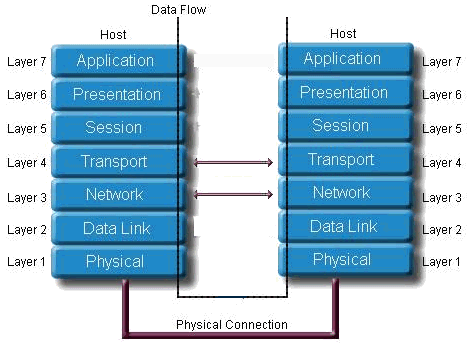 Data Flow
Host Host
Layer 7 Application Application Layer 7
Layer 6 Presentation Presentation Layer 6
Layer 5 Session Session Layer 5
Layer 4 Transport Transport Layer 4
Layer 3 Network Network Layer 3
Layer 2 Data Link Data Link Layer 2
Layer 1 Physical Physical Layer 1
Physical Connection